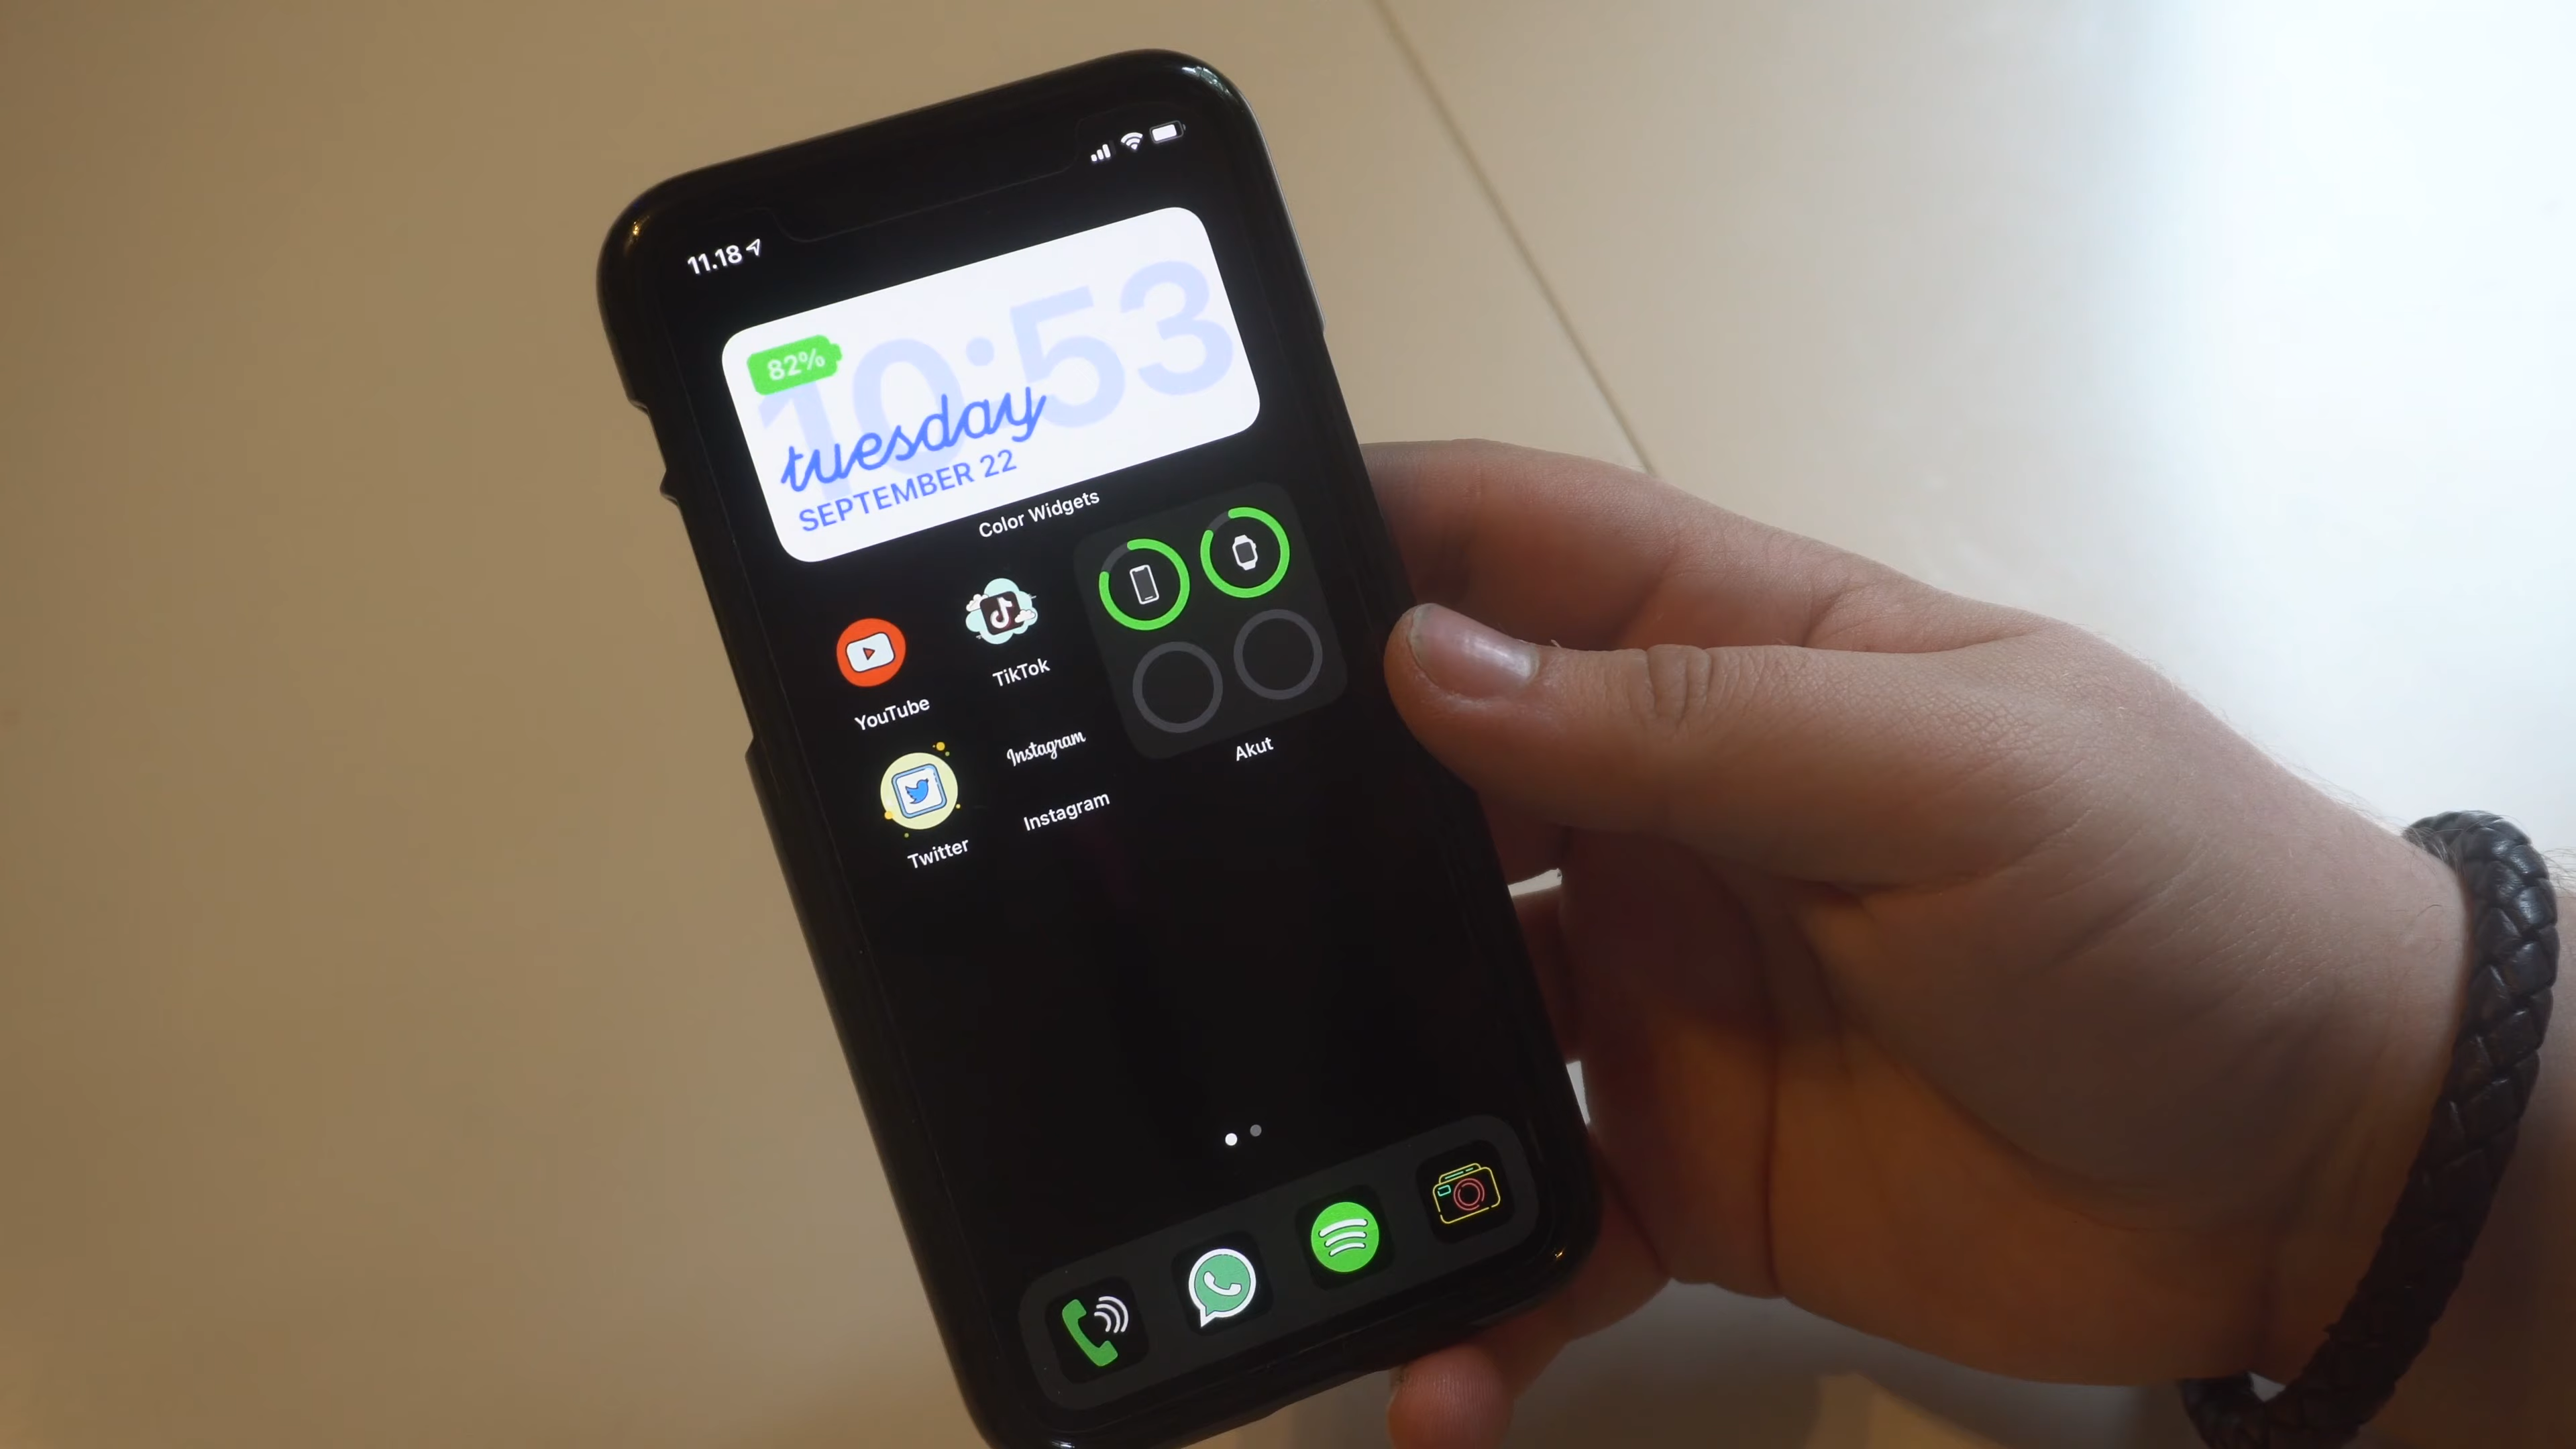 11.18
82%
10:53
tuesday
SEPTEMBER 22
Color Widgets
YouTube
TikTok
Akut
Twitter
Instagram
Instagram